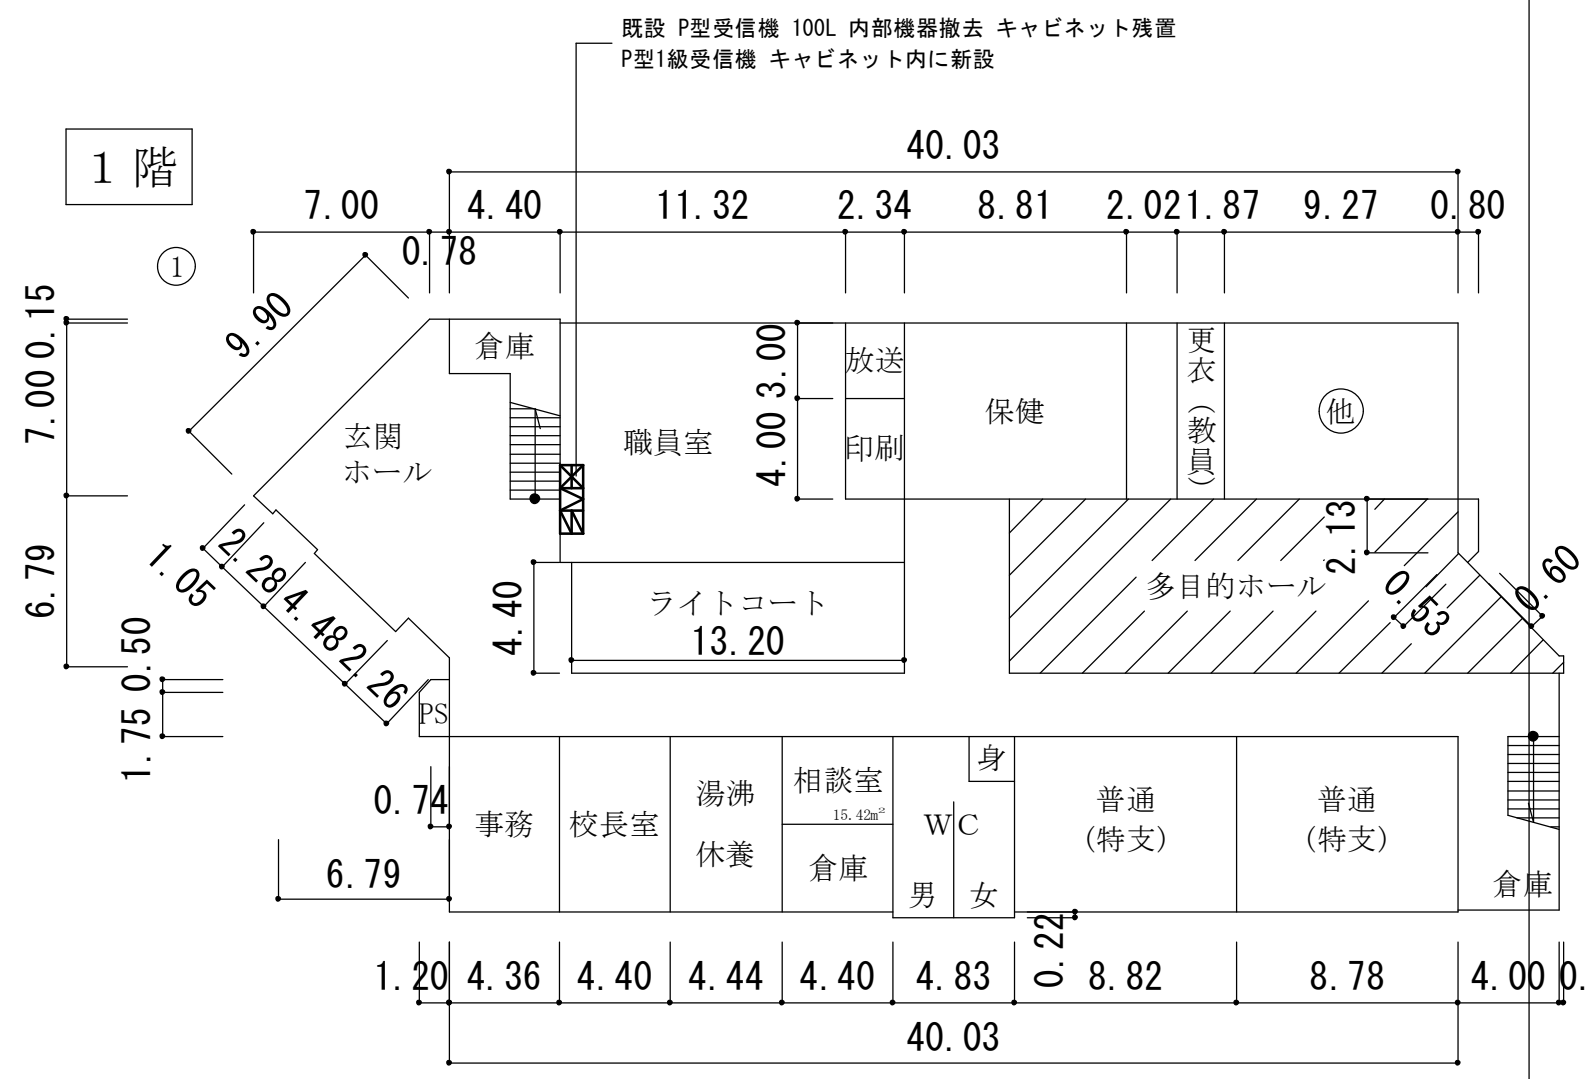 既設 P型受信機 100L 内部機器撤去 キャビネット残置
P型1級受信機 キャビネット内に新設
１階
40.03
7.00 4.40 11.32 2.34 8.81 2.02 1.87 9.27 0.80
0.78
①
9.90
0.15
7.00
6.79
0.50
1.75
倉庫
玄関
ホール
職員室
3.00
4.00
放送
印刷
保健
更衣（教員）
他
2.13
多目的ホール
0.53
0.60
1.05
2.28
4.48
2.26
4.40
ライトコート
13.20
PS
0.74
6.79
事務
校長室
湯沸
休養
相談室
15.42m²
倉庫
身
WC
男 女
普通
(特支)
普通
(特支)
倉庫
0.22
1.20 4.36 4.40 4.44 4.40 4.83 8.82 8.78 4.00 0.
40.03